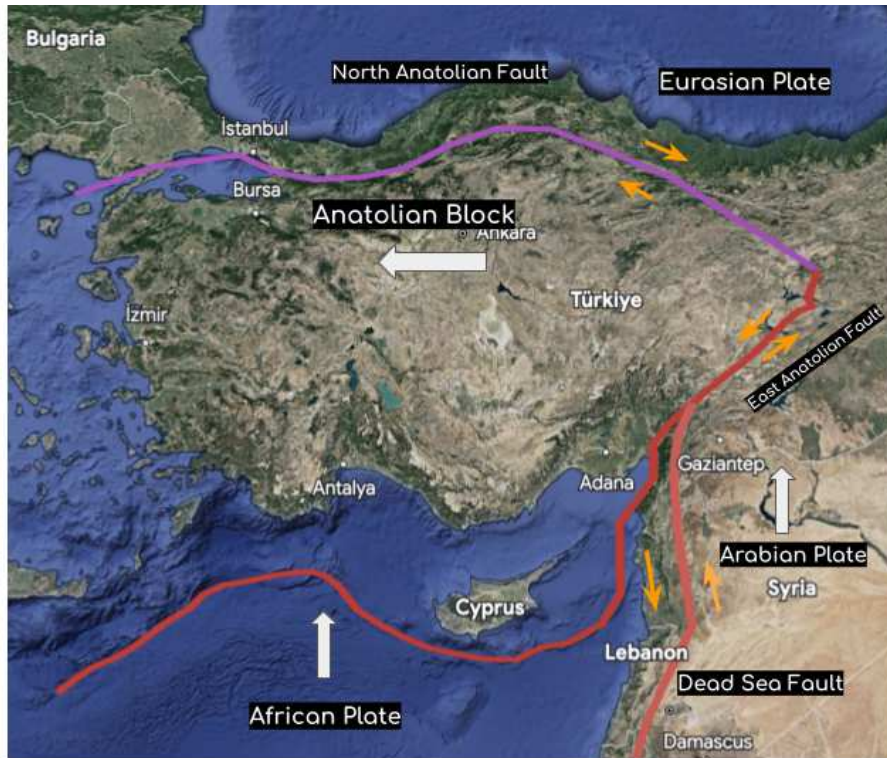 Bulgaria
North Anatolian Fault
Eurasian Plate
İstanbul
Bursa
Anatolian Block
Ankara
Türkiye
İzmir
East Anatolian Fault
Gaziantep
Adana
Antalya
Arabian Plate
Syria
Cyprus
Lebanon
Dead Sea Fault
African Plate
Damascus